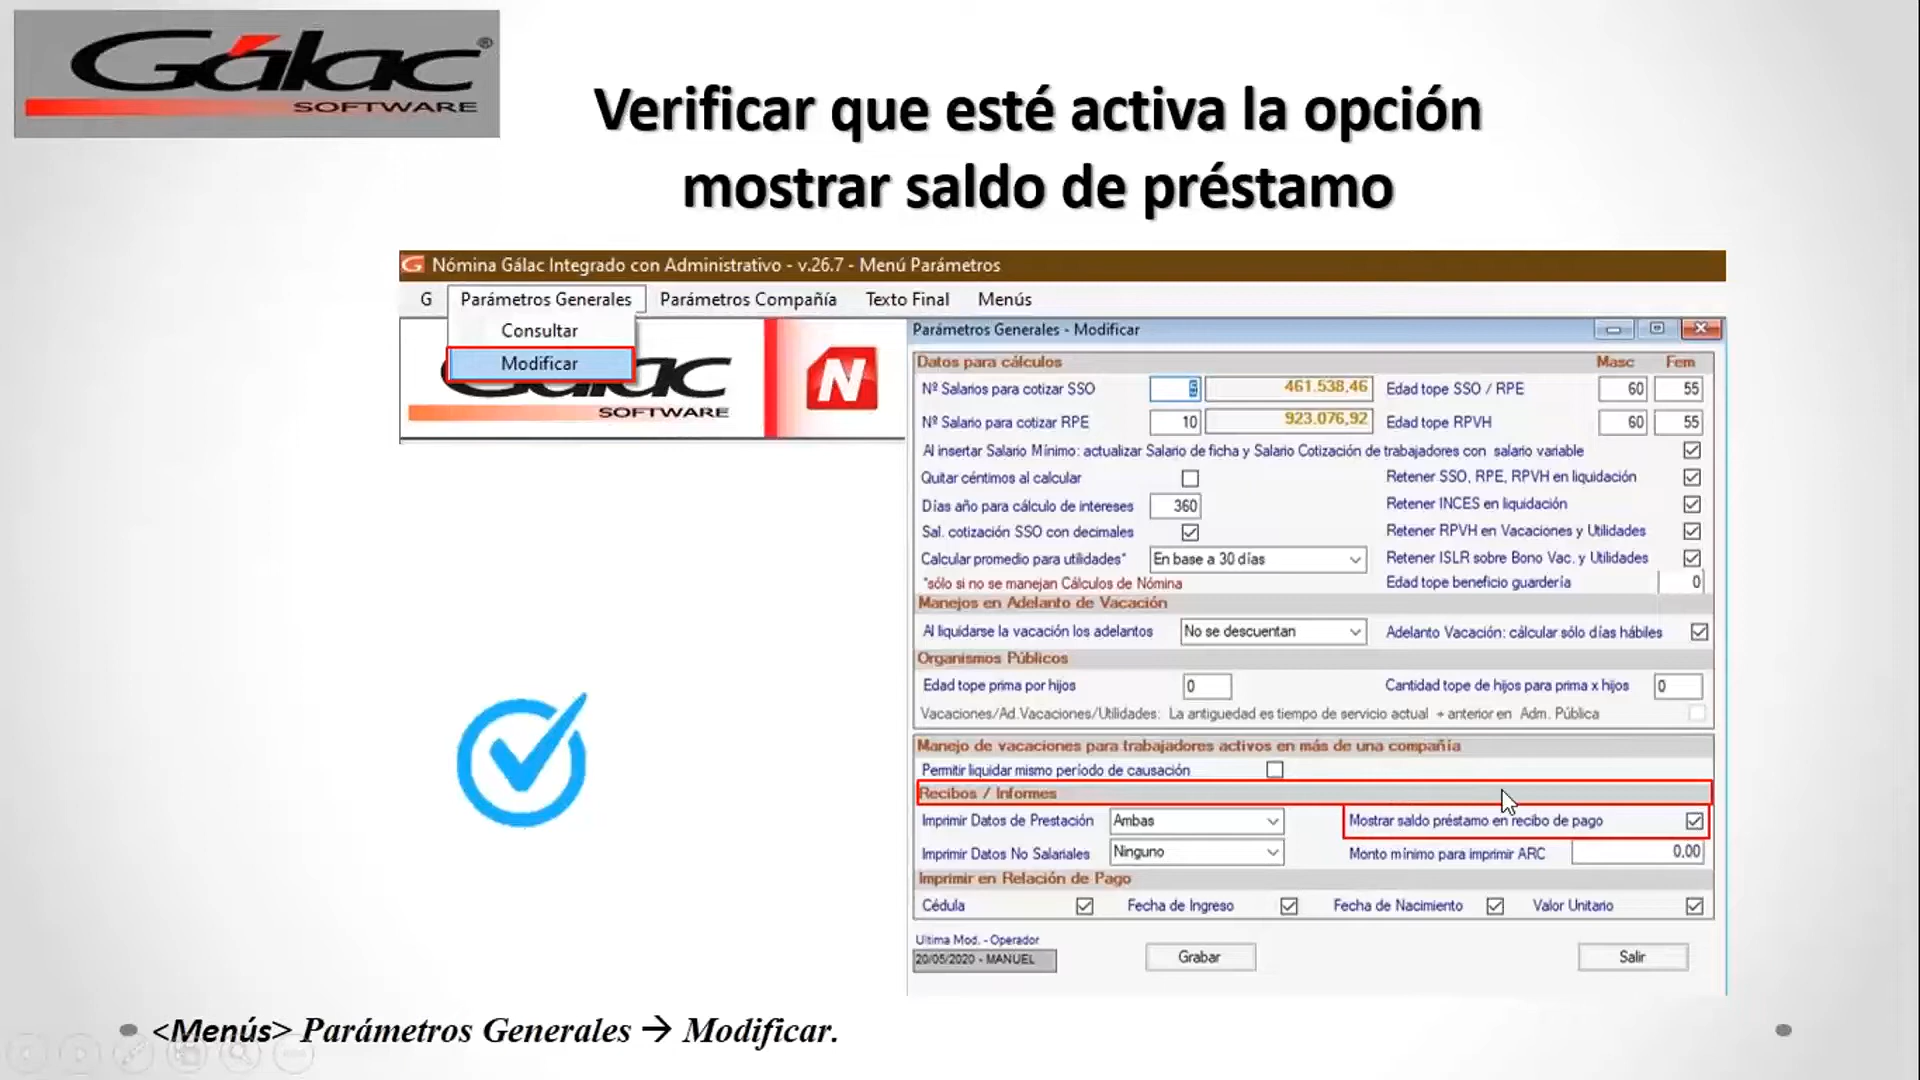 Gálac®
SOFTWARE
Verificar que esté activa la opción
mostrar saldo de préstamo
Nómina Gálac Integrado con Administrativo - v.26.7 - Menú Parámetros
G Parámetros Generales Parámetros Compañía Texto Final Menús
Consultar
Modificar
SOFTWARE
N
Parámetros Generales - Modificar
Datos para cálculos Masc Fem
Nº Salarios para cotizar SSO 5 461.538,46 Edad tope SSO / RPE 60 55
Nº Salario para cotizar RPE 10 923.076,92 Edad tope RPVH 60 55
Al insertar Salario Mínimo: actualizar Salario de ficha y Salario Cotización de trabajadores con salario variable
Quitar céntimos al calcular Retener SSO, RPE, RPVH en liquidación
Días año para cálculo de intereses 360 Retener INCES en liquidación
Sal. cotización SSO con decimales Retener RPVH en Vacaciones y Utilidades
Calcular promedio para utilidades* En base a 30 días Retener ISLR sobre Bono Vac. y Utilidades
*sólo si no se manejan Cálculos de Nómina Edad tope beneficio guardería 0
Manejos en Adelanto de Vacación
Al liquidarse la vacación los adelantos No se descuentan Adelanto Vacación: cálcular sólo días hábiles
Organismos Públicos
Edad tope prima por hijos 0 Cantidad tope de hijos para prima x hijos 0
Vacaciones/Ad.Vacaciones/Utilidades: La antiguedad es tiempo de servicio actual + anterior en Adm. Pública
Manejo de vacaciones para trabajadores activos en más de una compañía
Permitir liquidar mismo período de causación
Recibos / Informes
Imprimir Datos de Prestación Ambas Mostrar saldo préstamo en recibo de pago
Imprimir Datos No Salariales Ninguno Monto mínimo para imprimir ARC 0,00
Imprimir en Relación de Pago
Cédula Fecha de Ingreso Fecha de Nacimiento Valor Unitario
Ultima Mod. - Operador
20/05/2020 - MANUEL Grabar Salir
• <Menús> Parámetros Generales → Modificar.